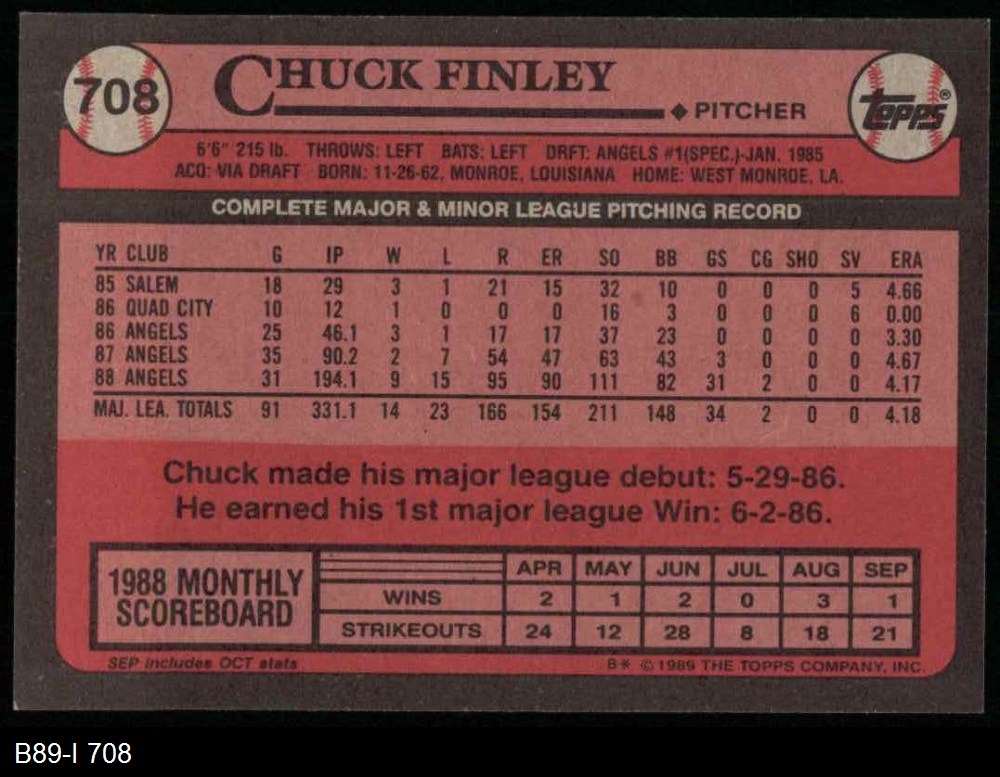 708 CHUCK FINLEY
◆ PITCHER
TOPPS®
6'6" 215 lb. THROWS: LEFT BATS: LEFT DRFT: ANGELS #1(SPEC.)-JAN. 1985
ACQ: VIA DRAFT BORN: 11-26-62, MONROE, LOUISIANA HOME: WEST MONROE, LA.
COMPLETE MAJOR & MINOR LEAGUE PITCHING RECORD
YR CLUB G IP W L R ER SO BB GS CG SHO SV ERA
85 SALEM 18 29 3 1 21 15 32 10 0 0 0 5 4.66
86 QUAD CITY 10 12 1 0 0 0 16 3 0 0 0 6 0.00
86 ANGELS 25 46.1 3 1 17 17 37 23 0 0 0 0 3.30
87 ANGELS 35 90.2 2 7 54 47 63 43 3 0 0 0 4.67
88 ANGELS 31 194.1 9 15 95 90 111 82 31 2 0 0 4.17
MAJ. LEA. TOTALS 91 331.1 14 23 166 154 211 148 34 2 0 0 4.18
Chuck made his major league debut: 5-29-86.
He earned his 1st major league Win: 6-2-86.
1988 MONTHLY
SCOREBOARD
APR MAY JUN JUL AUG SEP
WINS 2 1 2 0 3 1
STRIKEOUTS 24 12 28 8 18 21
SEP includes OCT stats
B* © 1989 THE TOPPS COMPANY, INC.
B89-I 708